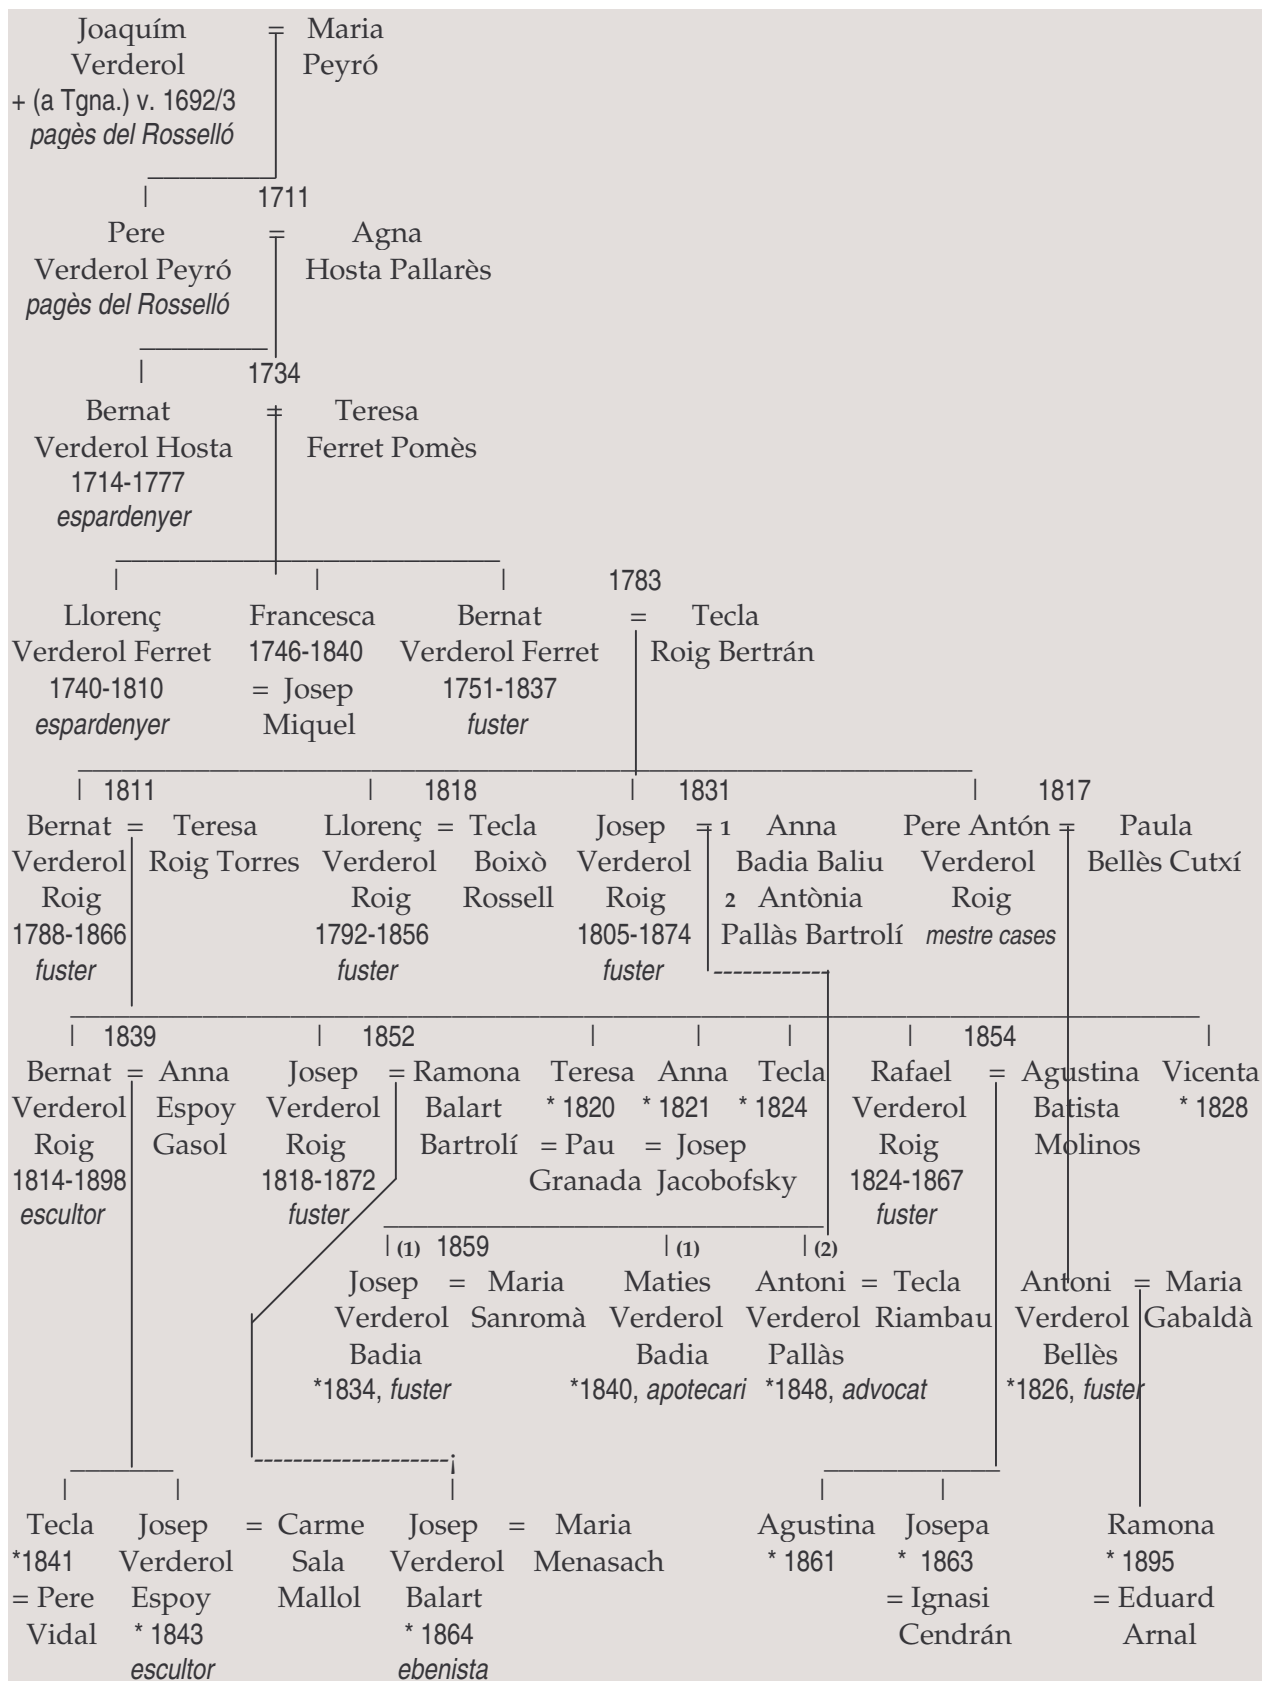 Joaquím = Maria
Verderol Peyró
+ (a Tgna.) v. 1692/3
pagès del Rosselló
1711
Pere = Agna
Verderol Peyró Hosta Pallarès
pagès del Rosselló
1734
Bernat = Teresa
Verderol Hosta Ferret Pomès
1714-1777
espardenyer
1783
Llorenç Francesca Bernat = Tecla
Verderol Ferret 1746-1840 Verderol Ferret Roig Bertrán
1740-1810 = Josep 1751-1837
espardenyer Miquel fuster
1811 1818 1831 1817
Bernat = Teresa Llorenç = Tecla Josep = 1 Anna Pere Antón = Paula
Verderol Roig Torres Verderol Boixò Verderol Badia Baliu Verderol Bellès Cutxí
Roig Roig Rossell Roig 2 Antònia Roig
1788-1866 1792-1856 1805-1874 Pallàs Bartrolí mestre cases
fuster fuster fuster
1839 1852 1854
Bernat = Anna Josep = Ramona Teresa Anna Tecla Rafael = Agustina Vicenta
Verderol Espoy Verderol Balart * 1820 * 1821 * 1824 Verderol Batista * 1828
Roig Gasol Roig Bartrolí = Pau = Josep Roig Molinos
1814-1898 1818-1872 Granada Jacobofsky 1824-1867
escultor fuster fuster
(1) 1859 (1) (2)
Josep = Maria Maties Antoni = Tecla Antoni = Maria
Verderol Sanromà Verderol Verderol Riambau Verderol Gabaldà
Badia Badia Pallàs Bellès
*1834, fuster *1840, apotecari *1848, advocat *1826, fuster
Tecla Josep = Carme Josep = Maria Agustina Josepa Ramona
*1841 Verderol Sala Verderol Menasach * 1861 * 1863 * 1895
= Pere Espoy Mallol Balart = Ignasi = Eduard
Vidal * 1843 * 1864 Cendrán Arnal
escultor ebenista